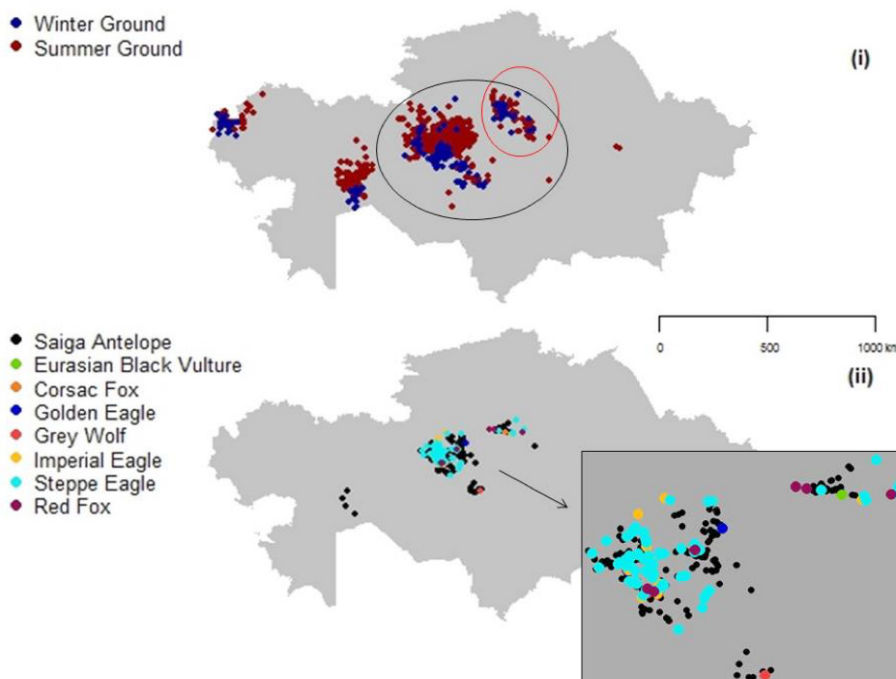 Winter Ground
Summer Ground
(i)
Saiga Antelope
Eurasian Black Vulture
Corsac Fox
Golden Eagle
Grey Wolf
Imperial Eagle
Steppe Eagle
Red Fox
0 500 1000 km
(ii)